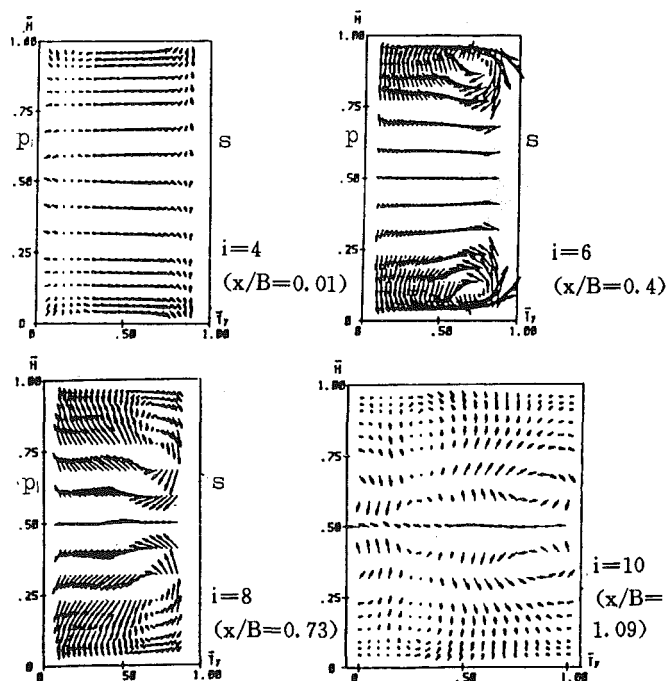 H̄
1.00
.75
p
.50
.25
0
0
.50
1.00
T̄y
s
i=4
(x/B=0.01)
H̄
1.00
.75
p
.50
.25
0
0
.50
1.00
T̄y
s
i=6
(x/B=0.4)
H̄
1.00
.75
p
.50
.25
0
0
.50
1.00
T̄y
s
i=8
(x/B=0.73)
H̄
1.00
.75
.50
.25
0
0
.50
1.00
T̄y
i=10
(x/B=
1.09)